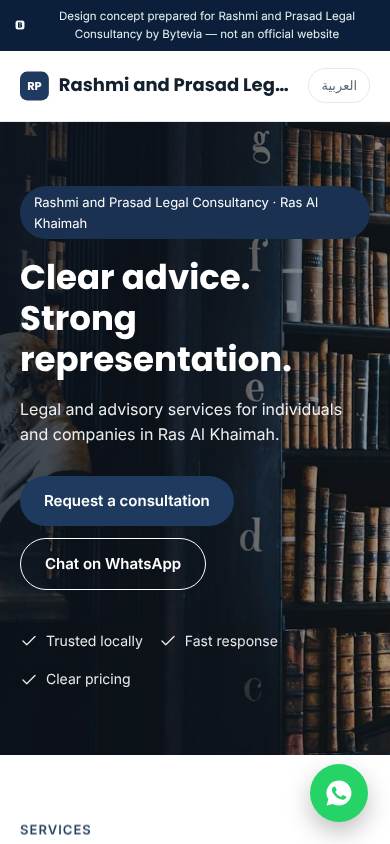 Design concept prepared for Rashmi and Prasad Legal
Consultancy by Bytevia — not an official website
B
RP
Rashmi and Prasad Leg...
العربية
k
g
Rashmi and Prasad Legal Consultancy · Ras Al
Khaimah
f
Clear advice.
Strong
representation.
e
Legal and advisory services for individuals
and companies in Ras Al Khaimah.
Request a consultation
d
Chat on WhatsApp
Trusted locally
Fast response
Clear pricing
c
SERVICES